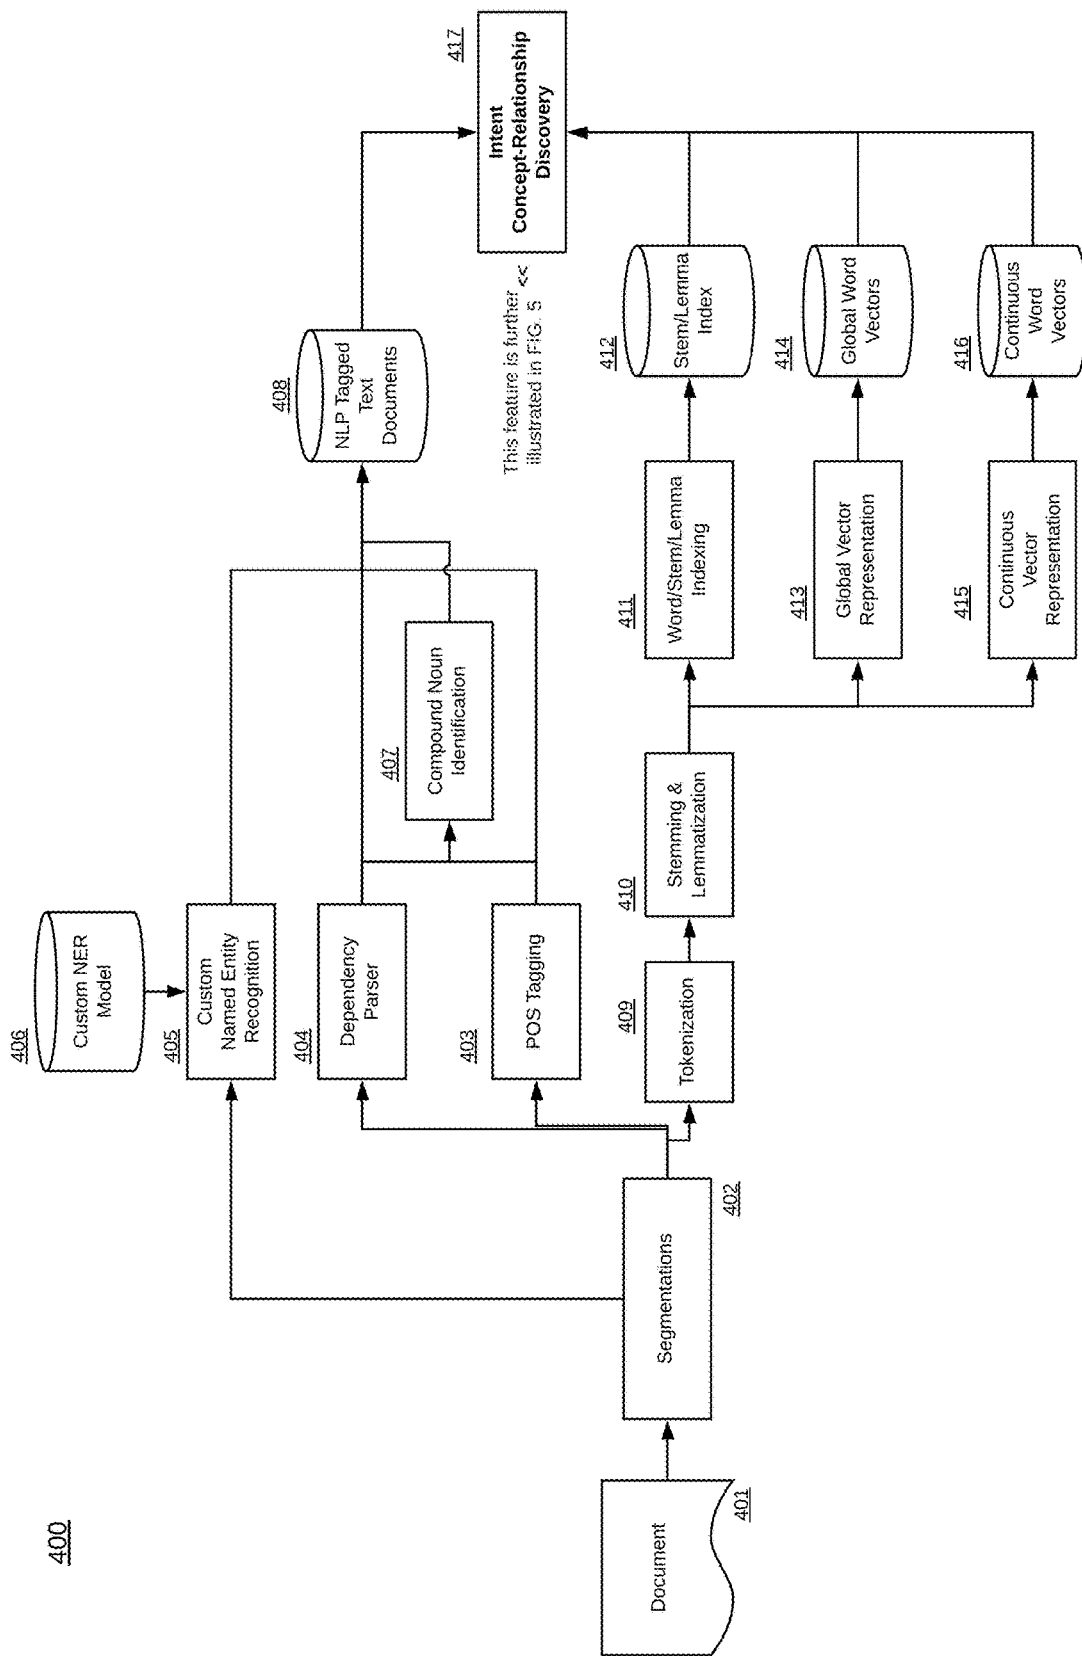 400
Document
401
Segmentations
402
406
Custom NER
Model
405
Custom
Named Entity
Recognition
404
Dependency
Parser
403
POS Tagging
407
Compound Noun
Identification
408
NLP Tagged
Text
Documents
409
Tokenization
410
Stemming &
Lemmatization
411
Word/Stem/Lemma
Indexing
412
Stem/Lemma
Index
413
Global Vector
Representation
414
Global Word
Vectors
415
Continuous
Vector
Representation
416
Continuous
Word
Vectors
417
Intent
Concept-Relationship
Discovery
This feature is further
illustrated in FIG. 5 <<